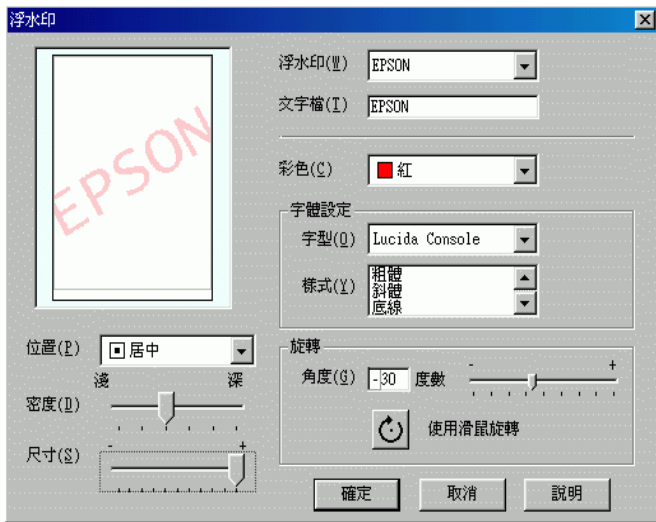 浮水印
EPSON
浮水印(W) EPSON
文字檔(T) EPSON
彩色(C) 紅
字體設定
字型(O) Lucida Console
樣式(Y) 粗體
斜體
底線
位置(P) 居中
淺 深
密度(D)
尺寸(S) - +
旋轉
角度(G) -30 度數 - +
使用滑鼠旋轉
確定 取消 說明